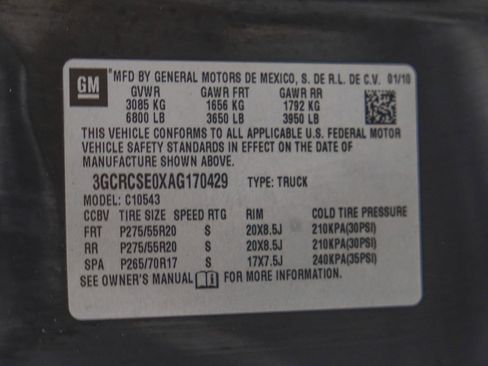 GM MFD BY GENERAL MOTORS DE MEXICO, S. DE R.L. DE C.V. 01/10
GVWR GAWR FRT GAWR RR
3085 KG 1656 KG 1792 KG
6800 LB 3650 LB 3950 LB
THIS VEHICLE CONFORMS TO ALL APPLICABLE U.S. FEDERAL MOTOR
VEHICLE SAFETY STANDARDS IN EFFECT ON THE DATE OF
MANUFACTURE SHOWN ABOVE.
3GCRCSE0XAG170429 TYPE: TRUCK
MODEL: C10543
CCBV TIRE SIZE SPEED RTG RIM COLD TIRE PRESSURE
FRT P275/55R20 S 20X8.5J 210KPA(30PSI)
RR P275/55R20 S 20X8.5J 210KPA(30PSI)
SPA P265/70R17 S 17X7.5J 240KPA(35PSI)
SEE OWNER'S MANUAL FOR MORE INFORMATION.